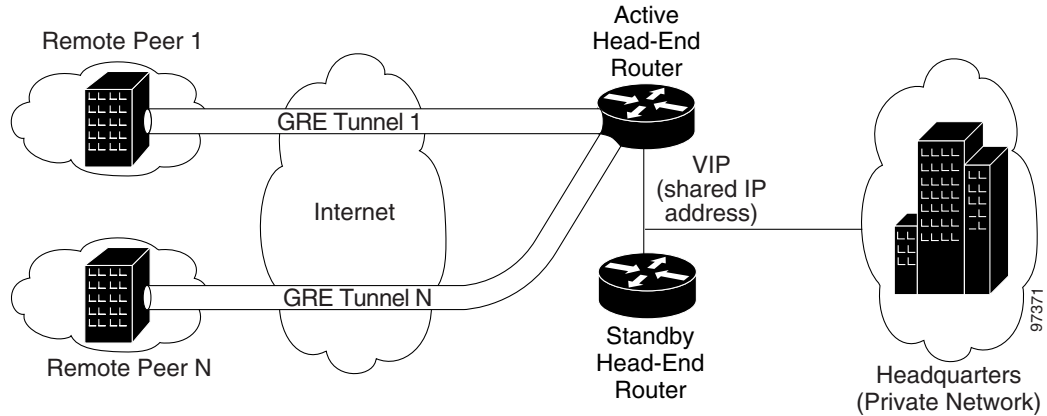 Remote Peer 1
Active
Head-End
Router
GRE Tunnel 1
VIP
(shared IP
address)
Internet
GRE Tunnel N
Remote Peer N
Standby
Head-End
Router
Headquarters
(Private Network)
97371